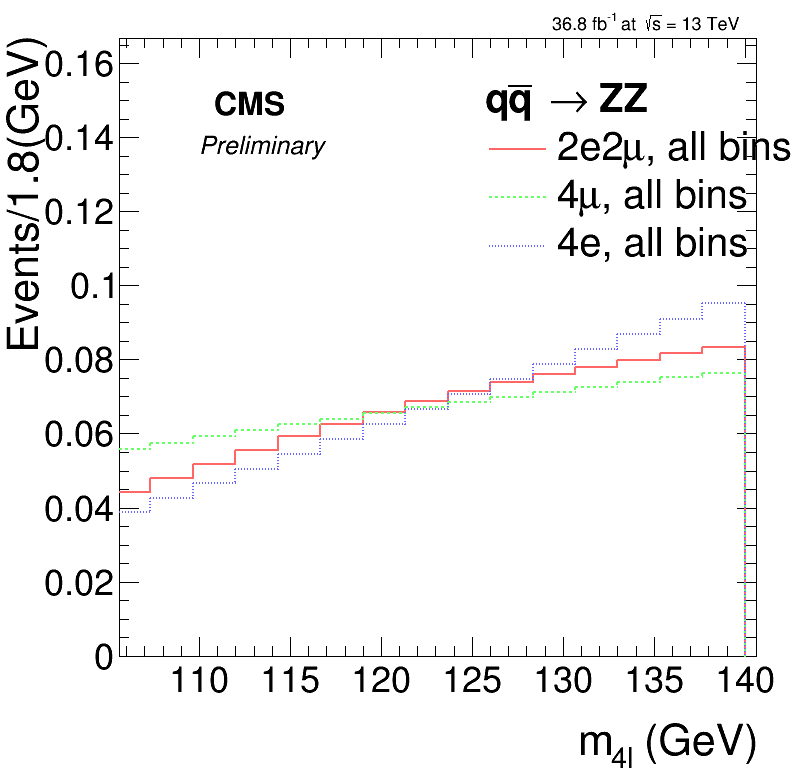 36.8 fb⁻¹ at √s = 13 TeV
Events/1.8(GeV)
0.16
0.14
0.12
0.1
0.08
0.06
0.04
0.02
0
CMS
Preliminary
qq̅ → ZZ
2e2μ, all bins
4μ, all bins
4e, all bins
110 115 120 125 130 135 140
m₄ₗ (GeV)